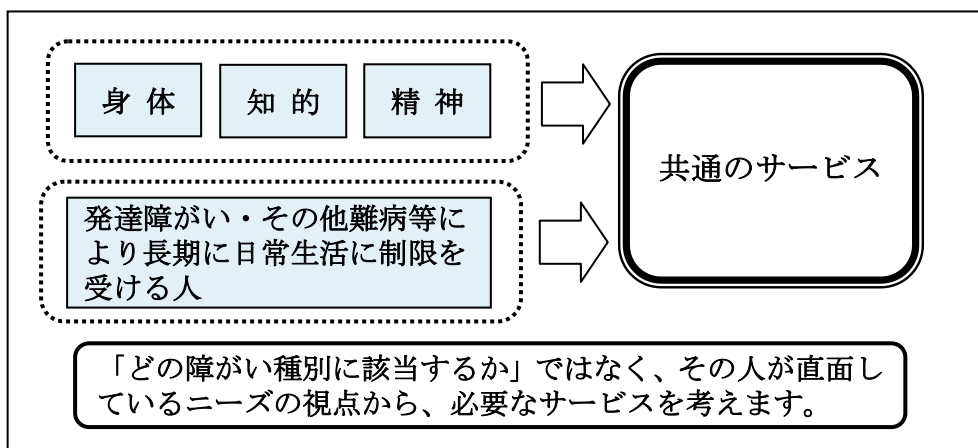 身体
知的
精神
共通のサービス
発達障がい・その他難病等に
より長期に日常生活に制限を
受ける人
「どの障がい種別に該当するか」ではなく、その人が直面し
ているニーズの視点から、必要なサービスを考えます。